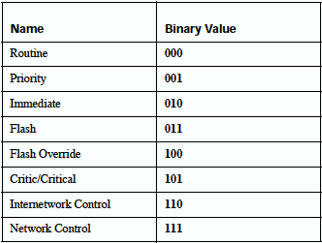 Name Binary Value
Routine 000
Priority 001
Immediate 010
Flash 011
Flash Override 100
Critic/Critical 101
Internetwork Control 110
Network Control 111